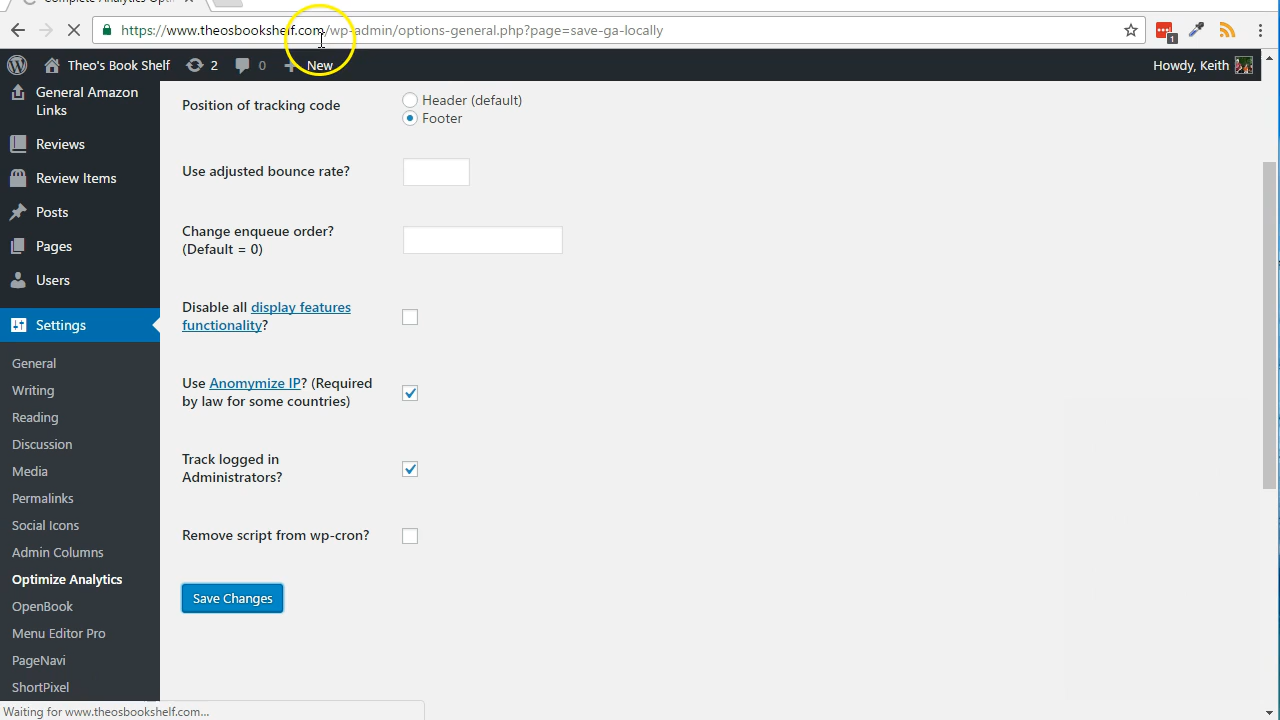 Complete Analytics Opti
https://www.theosbookshelf.com/wp-admin/options-general.php?page=save-ga-locally
1
Theo's Book Shelf 2 0 New Howdy, Keith
General Amazon
Links
Reviews
Review Items
Posts
Pages
Users
Settings
General
Writing
Reading
Discussion
Media
Permalinks
Social Icons
Admin Columns
Optimize Analytics
OpenBook
Menu Editor Pro
PageNavi
ShortPixel
Position of tracking code
Header (default)
Footer
Use adjusted bounce rate?
Change enqueue order?
(Default = 0)
Disable all display features
functionality?
Use Anomymize IP? (Required
by law for some countries)
Track logged in
Administrators?
Remove script from wp-cron?
Save Changes
Waiting for www.theosbookshelf.com...